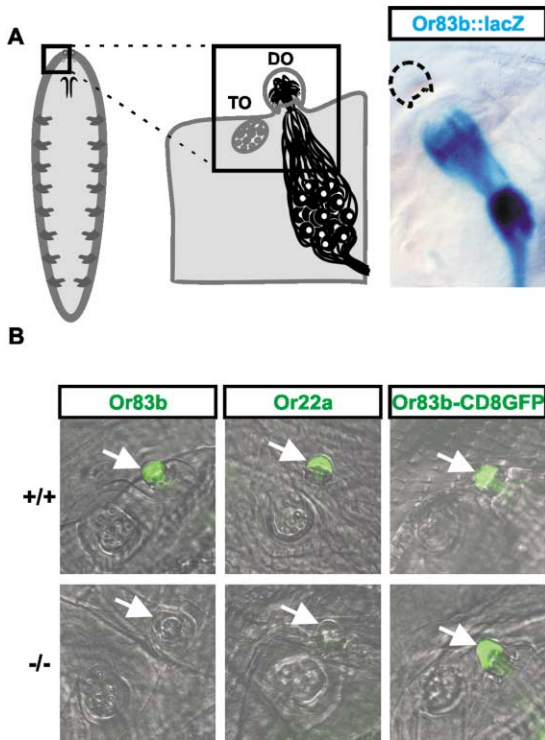 A
DO
TO
Or83b::lacZ
B
Or83b Or22a Or83b-CD8GFP
+/+
-/-